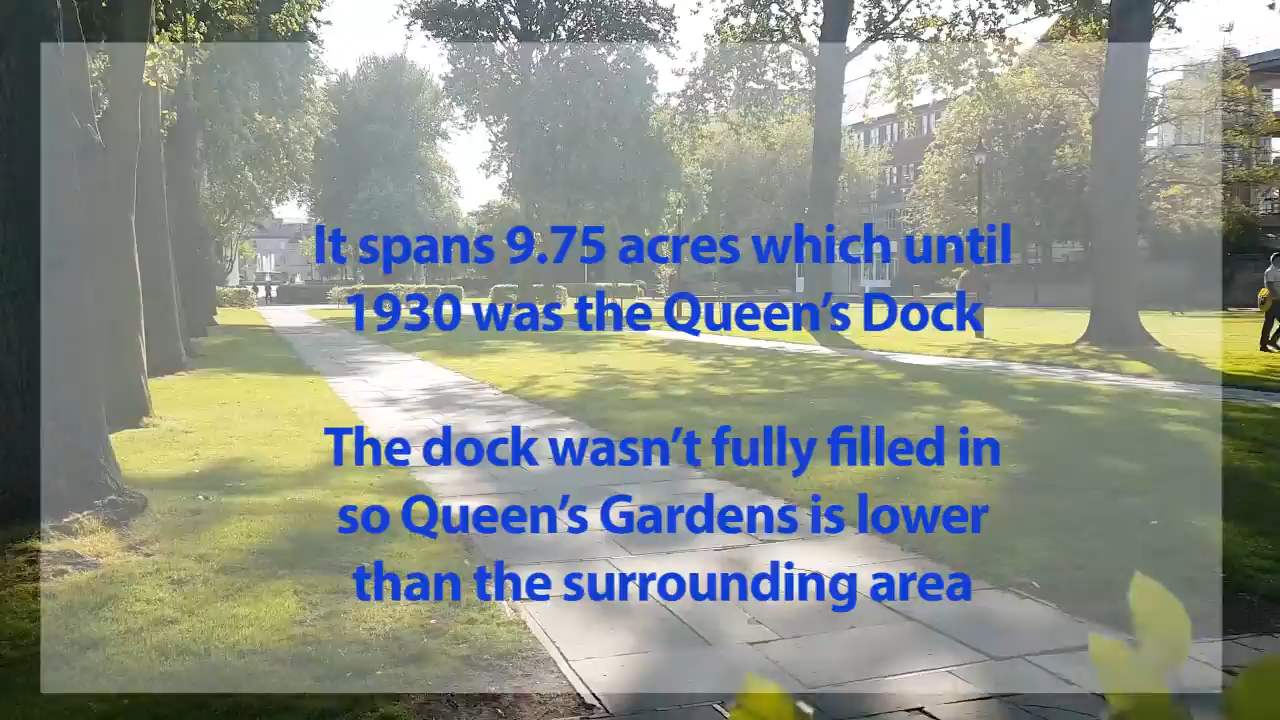 It spans 9.75 acres which until
1930 was the Queen’s Dock
The dock wasn’t fully filled in
so Queen’s Gardens is lower
than the surrounding area